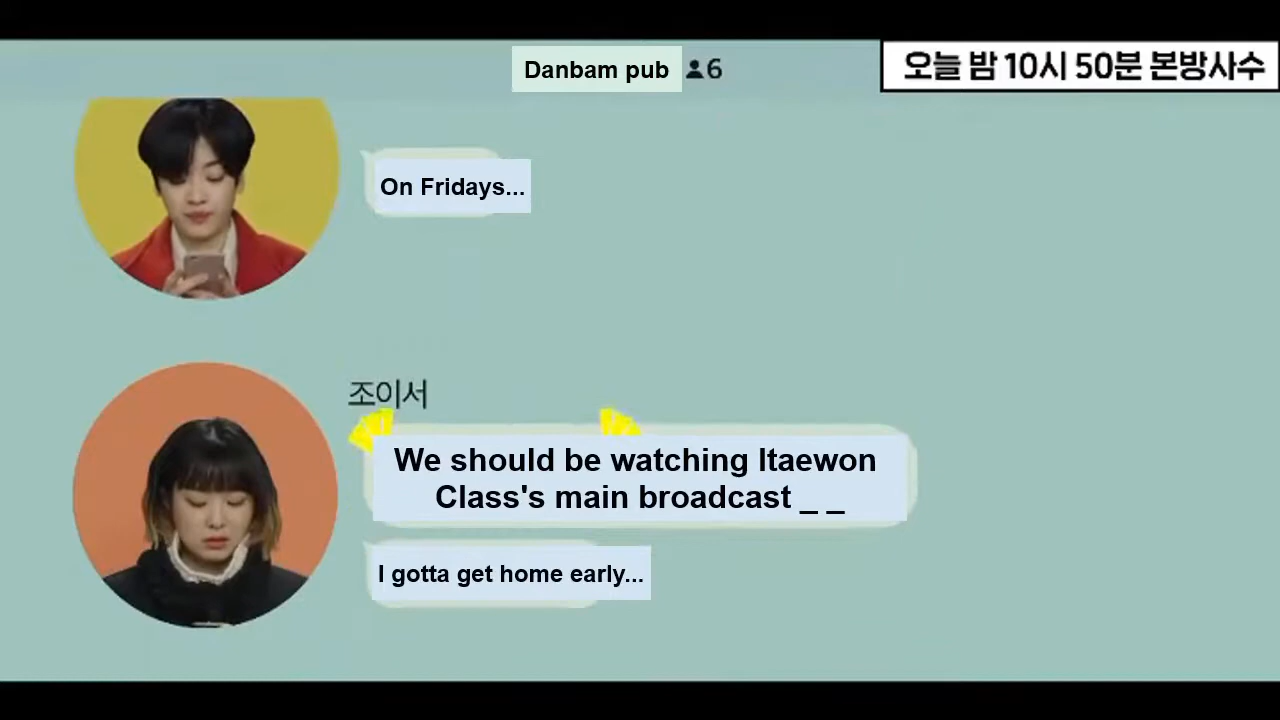 Danbam pub
6
오늘 밤 10시 50분 본방사수
On Fridays...
조이서
We should be watching Itaewon
Class's main broadcast _ _
I gotta get home early...